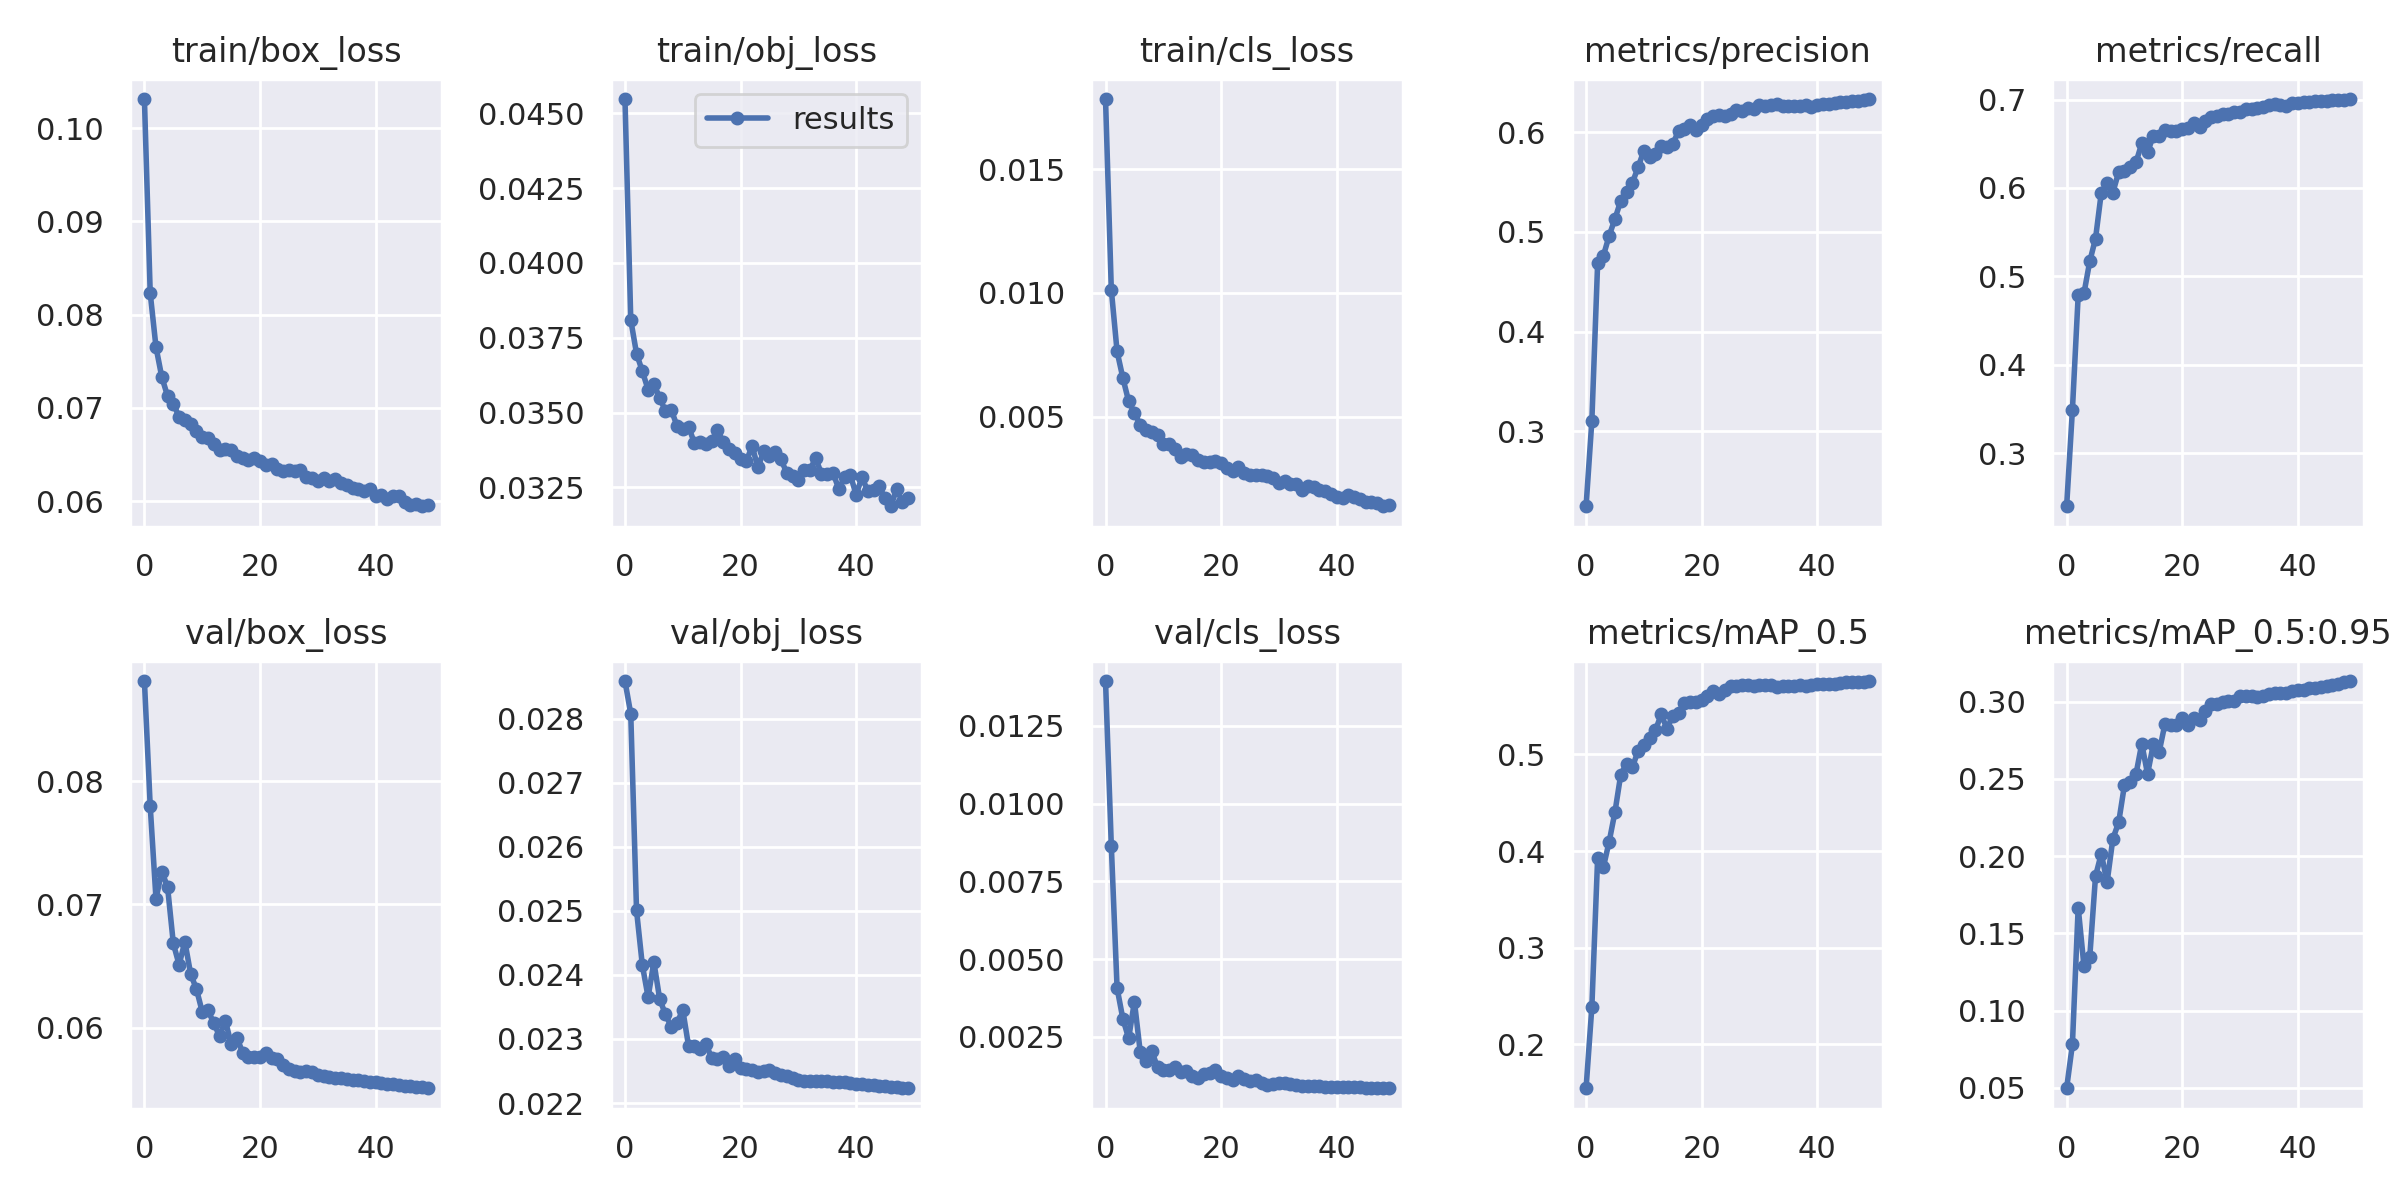 train/box_loss
0.10
0.09
0.08
0.07
0.06
0 20 40
train/obj_loss
results
0.0450
0.0425
0.0400
0.0375
0.0350
0.0325
0 20 40
train/cls_loss
0.015
0.010
0.005
0 20 40
metrics/precision
0.6
0.5
0.4
0.3
0 20 40
metrics/recall
0.7
0.6
0.5
0.4
0.3
0 20 40
val/box_loss
0.08
0.07
0.06
0 20 40
val/obj_loss
0.028
0.027
0.026
0.025
0.024
0.023
0.022
0 20 40
val/cls_loss
0.0125
0.0100
0.0075
0.0050
0.0025
0 20 40
metrics/mAP_0.5
0.5
0.4
0.3
0.2
0 20 40
metrics/mAP_0.5:0.95
0.30
0.25
0.20
0.15
0.10
0.05
0 20 40